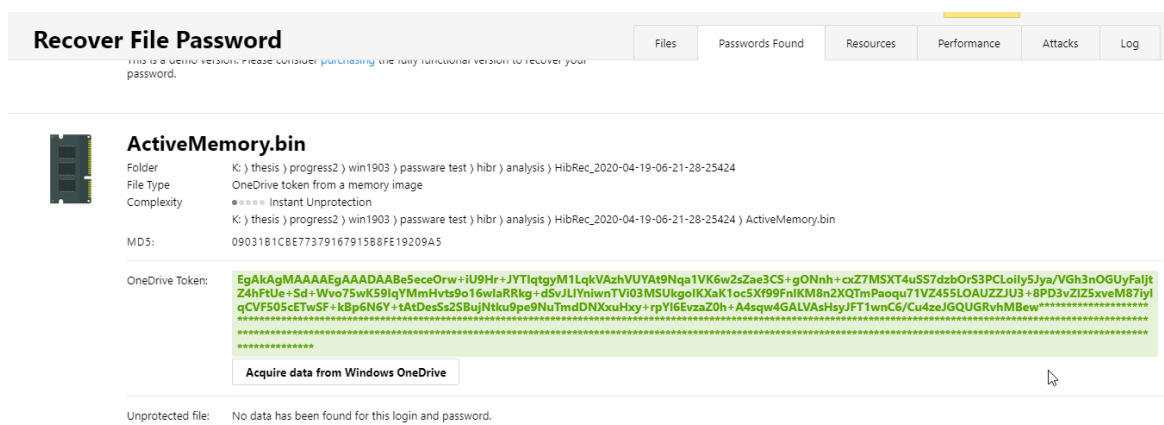 Recover File Password
Files
Passwords Found
Resources
Performance
Attacks
Log
This is a demo version. Please consider purchasing the fully functional version to recover your
password.
ActiveMemory.bin
Folder K: ⟩ thesis ⟩ progress2 ⟩ win1903 ⟩ passware test ⟩ hibr ⟩ analysis ⟩ HibRec_2020-04-19-06-21-28-25424
File Type OneDrive token from a memory image
Complexity Instant Unprotection
K: ⟩ thesis ⟩ progress2 ⟩ win1903 ⟩ passware test ⟩ hibr ⟩ analysis ⟩ HibRec_2020-04-19-06-21-28-25424 ⟩ ActiveMemory.bin
MD5: 09031B1CBE77379167915B8FE19209A5
OneDrive Token:
Acquire data from Windows OneDrive
Unprotected file: No data has been found for this login and password.